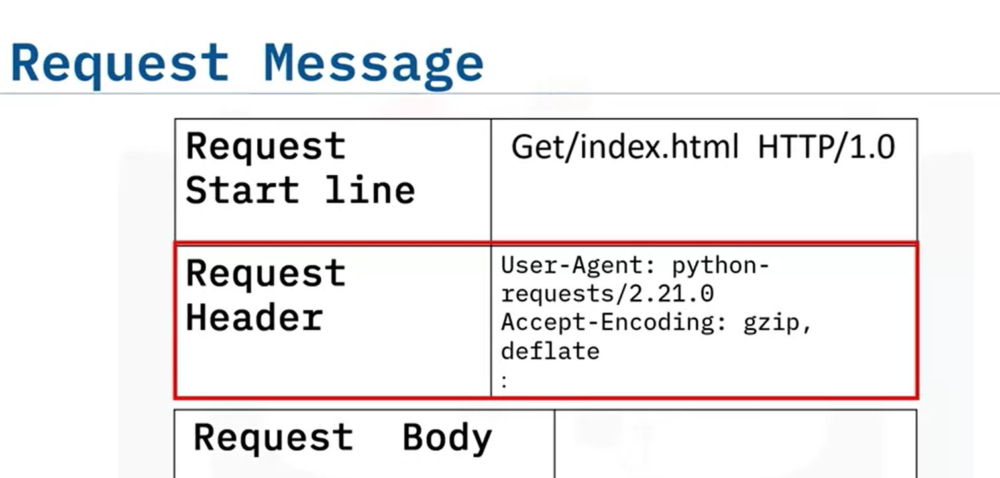 Request Message
Request
Start line
Get/index.html HTTP/1.0
Request
Header
User-Agent: python-
requests/2.21.0
Accept-Encoding: gzip,
deflate
:
Request Body